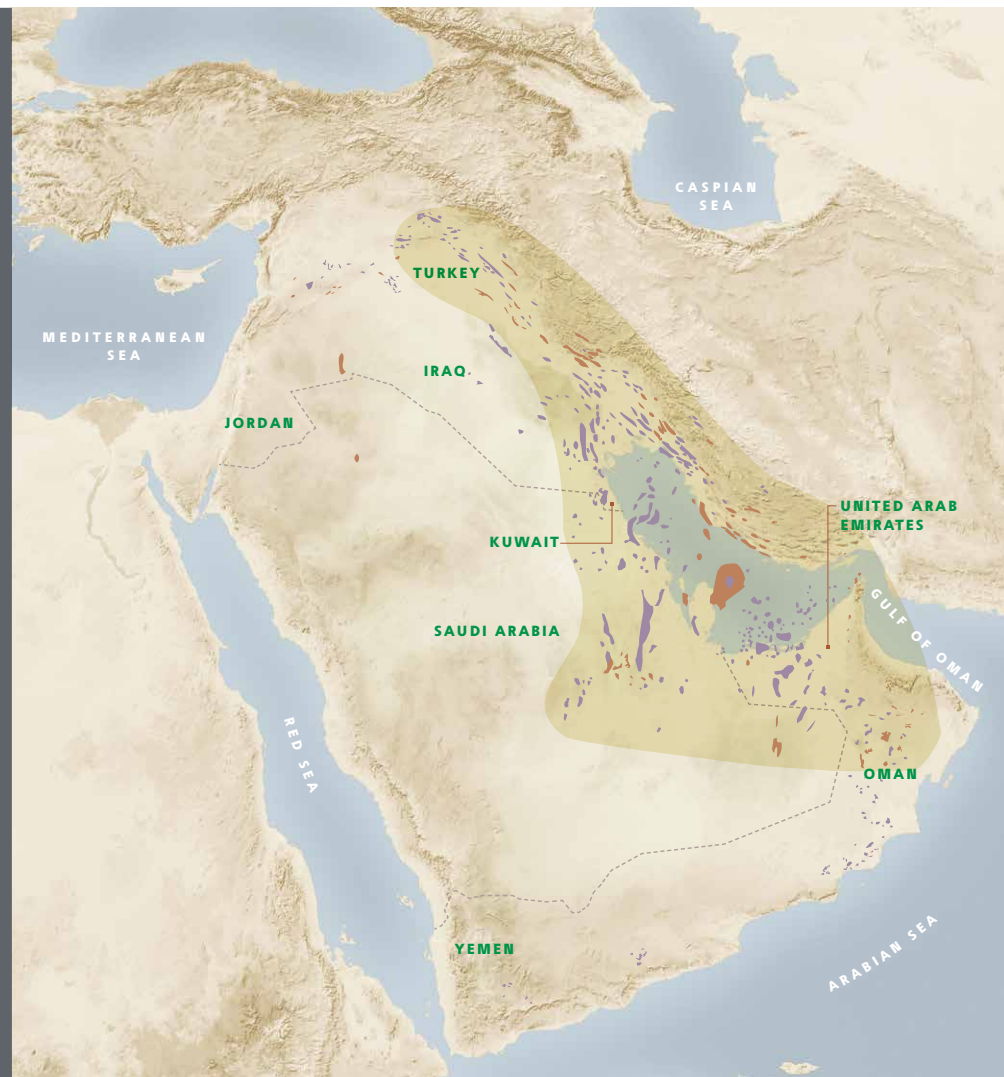 CASPIAN
SEA
TURKEY
MEDITERRANEAN
SEA
IRAQ
JORDAN
UNITED ARAB
EMIRATES
KUWAIT
GULF OF OMAN
SAUDI ARABIA
RED SEA
OMAN
YEMEN
ARABIAN SEA